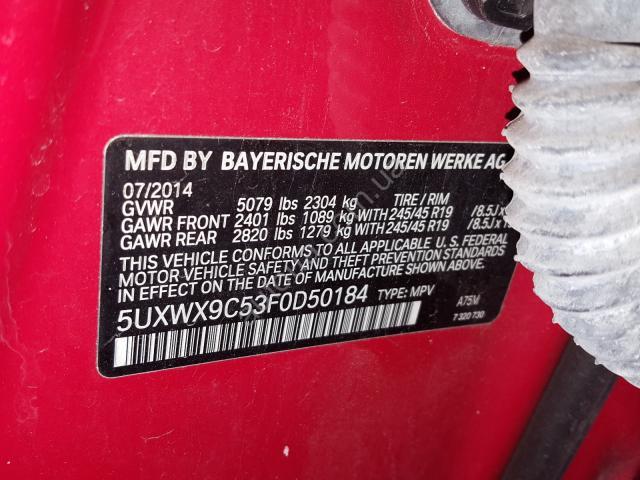 MFD BY BAYERISCHE MOTOREN WERKE AG
07/2014
GVWR 5079 lbs 2304 kg TIRE / RIM
GAWR FRONT 2401 lbs 1089 kg WITH 245/45 R19 /8.5J x
GAWR REAR 2820 lbs 1279 kg WITH 245/45 R19 /8.5J x
THIS VEHICLE CONFORMS TO ALL APPLICABLE U. S. FEDERAL
MOTOR VEHICLE SAFETY AND THEFT PREVENTION STANDARDS
IN EFFECT ON DATE OF MANUFACTURE SHOWN ABOVE.
5UXWX9C53F0D50184 TYPE: MPV A75V
7 320 730